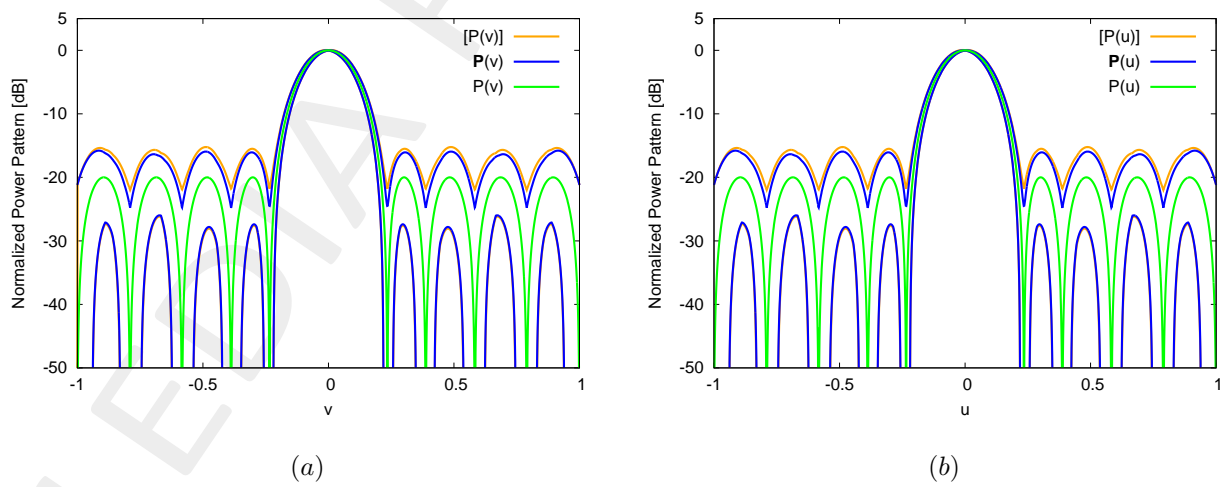 5
0
-10
-20
-30
-40
-50
-1
-0.5
0
0.5
1
Normalized Power Pattern [dB]
v
[P(v)]
P(v)
P(v)
(a)
5
0
-10
-20
-30
-40
-50
-1
-0.5
0
0.5
1
Normalized Power Pattern [dB]
u
[P(u)]
P(u)
P(u)
(b)
EDIA